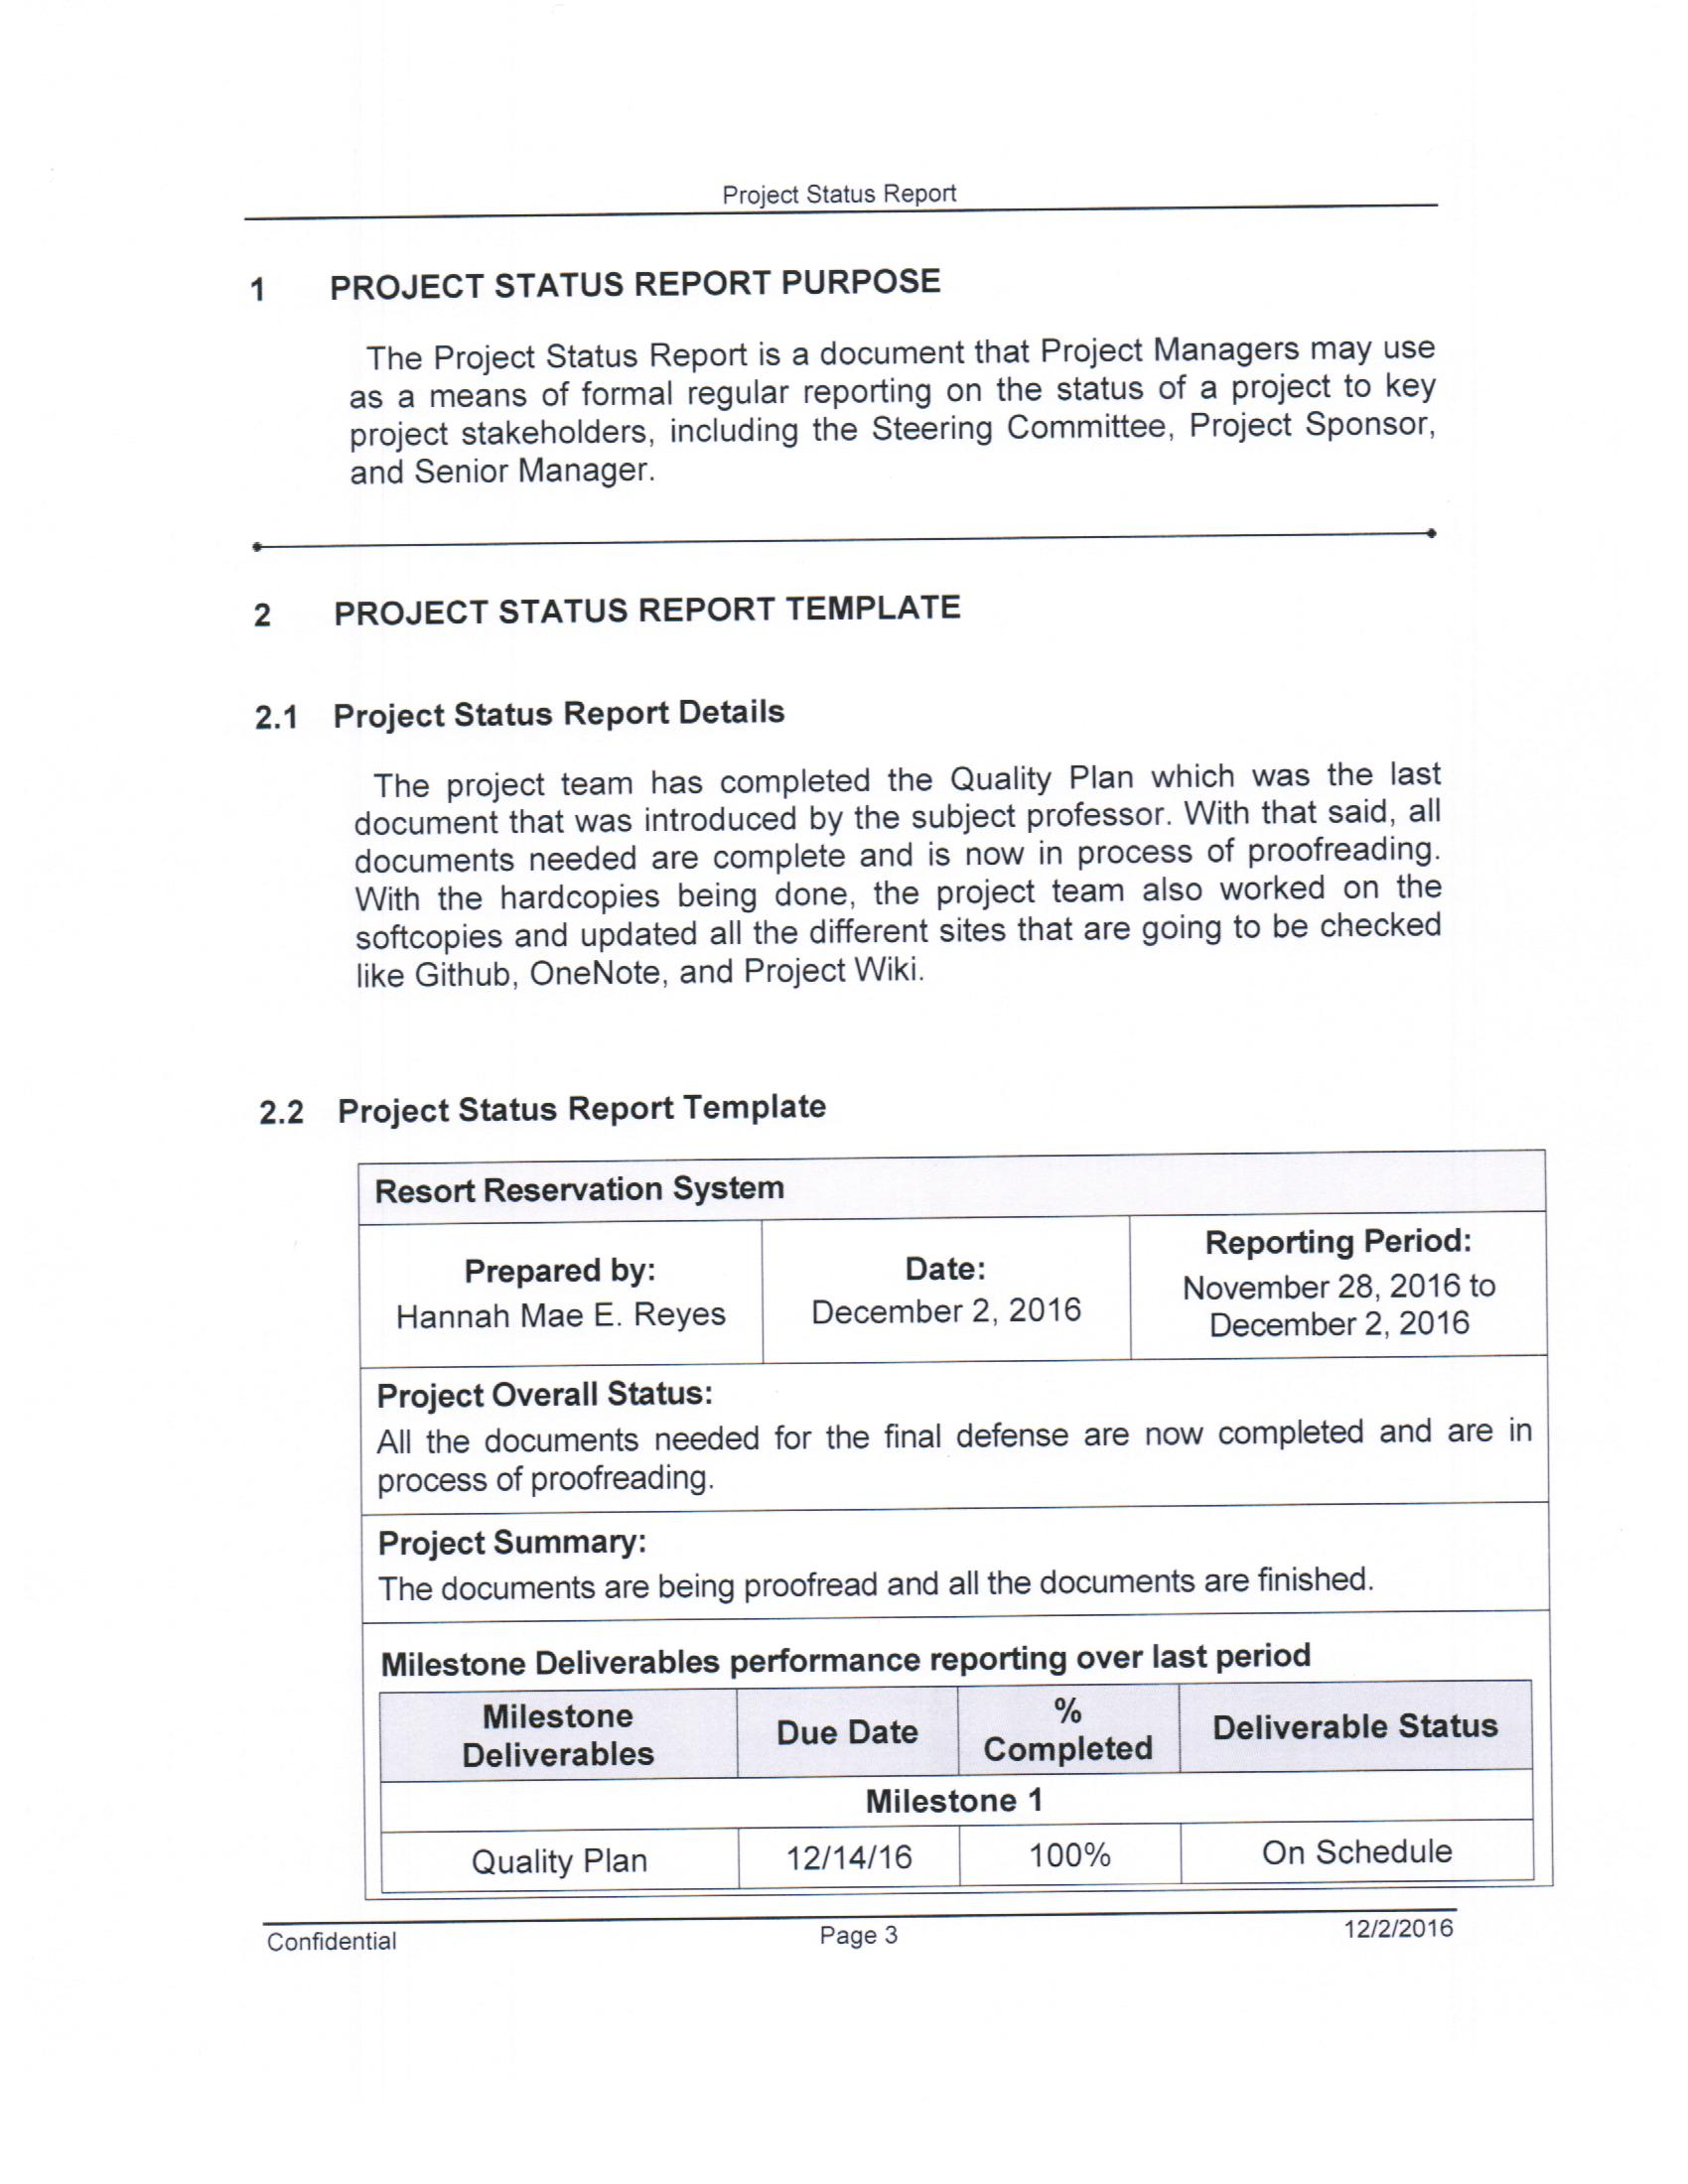 Project Status Report
1 PROJECT STATUS REPORT PURPOSE
The Project Status Report is a document that Project Managers may use
as a means of formal regular reporting on the status of a project to key
project stakeholders, including the Steering Committee, Project Sponsor,
and Senior Manager.
2 PROJECT STATUS REPORT TEMPLATE
2.1 Project Status Report Details
The project team has completed the Quality Plan which was the last
document that was introduced by the subject professor. With that said, all
documents needed are complete and is now in process of proofreading.
With the hardcopies being done, the project team also worked on the
softcopies and updated all the different sites that are going to be checked
like Github, OneNote, and Project Wiki.
2.2 Project Status Report Template
Resort Reservation System
Prepared by:
Hannah Mae E. Reyes
Date:
December 2, 2016
Reporting Period:
November 28, 2016 to
December 2, 2016
Project Overall Status:
All the documents needed for the final defense are now completed and are in
process of proofreading.
Project Summary:
The documents are being proofread and all the documents are finished.
Milestone Deliverables performance reporting over last period
Milestone
Deliverables
Due Date
%
Completed
Deliverable Status
Milestone 1
Quality Plan 12/14/16 100% On Schedule
Confidential Page 3 12/2/2016